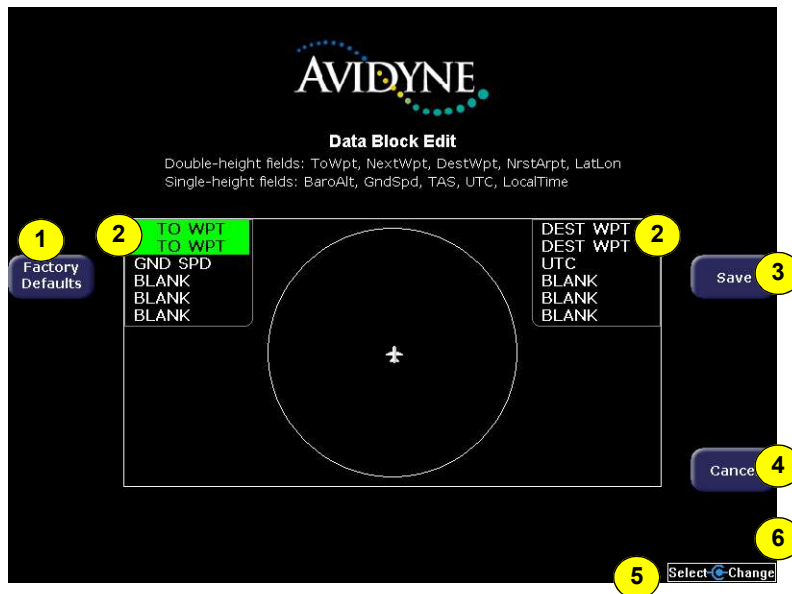 AVIDYNE
Data Block Edit
Double-height fields: ToWpt, NextWpt, DestWpt, NrstArpt, LatLon
Single-height fields: BaroAlt, GndSpd, TAS, UTC, LocalTime
1
Factory
Defaults
2
TO WPT
TO WPT
GND SPD
BLANK
BLANK
BLANK
DEST WPT
DEST WPT
UTC
BLANK
BLANK
BLANK
2
Save
3
Cance
4
6
5
Select Change